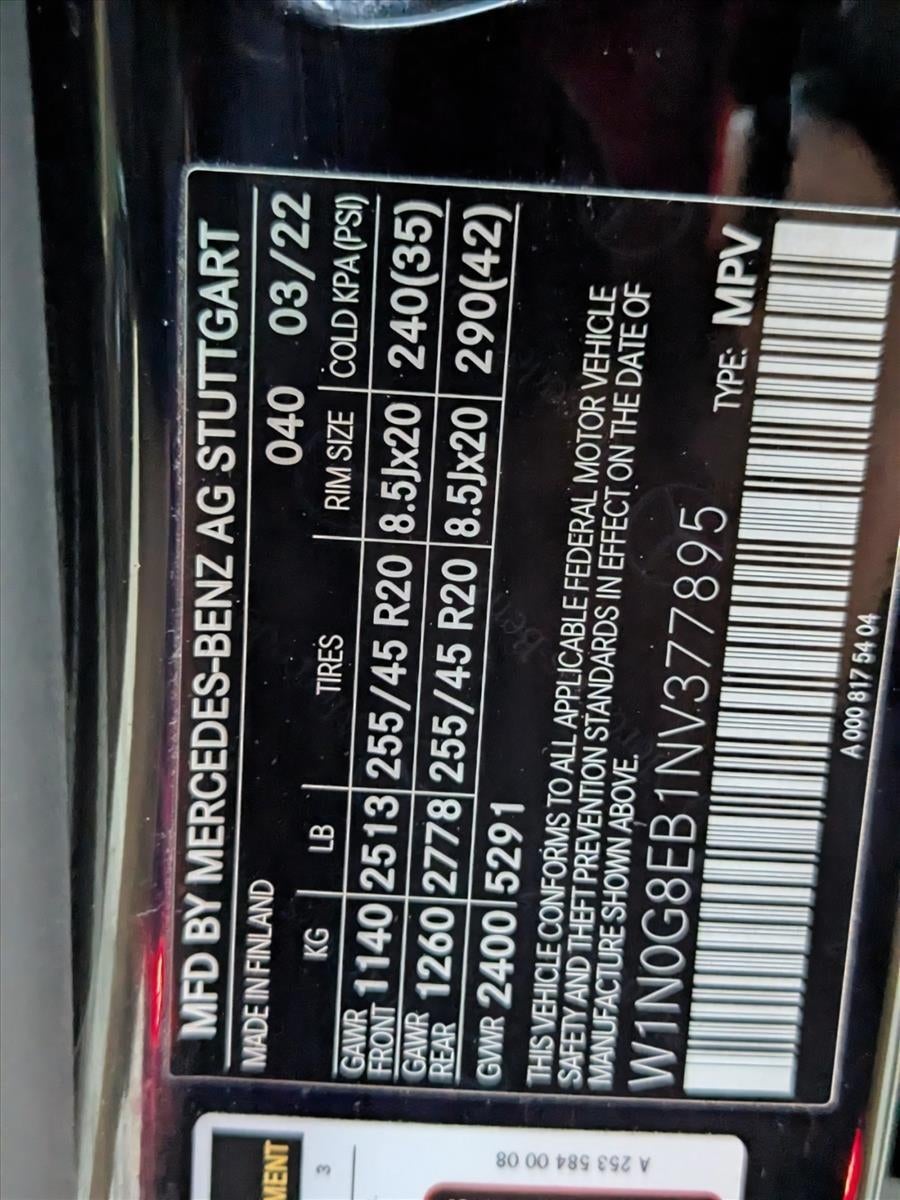 MFD BY MERCEDES-BENZ AG STUTTGART
MADE IN FINLAND 040 03/22
KG LB TIRES RIM SIZE COLD KPA(PSI)
GAWR FRONT 1140 2513 255/45 R20 8.5Jx20 240(35)
GAWR REAR 1260 2778 255/45 R20 8.5Jx20 290(42)
GVWR 2400 5291
THIS VEHICLE CONFORMS TO ALL APPLICABLE FEDERAL MOTOR VEHICLE
SAFETY AND THEFT PREVENTION STANDARDS IN EFFECT ON THE DATE OF
MANUFACTURE SHOWN ABOVE.
W1N0G8EB1NV377895 TYPE: MPV
A 000 817 54 04
MENT
3
A 253 584 00 08